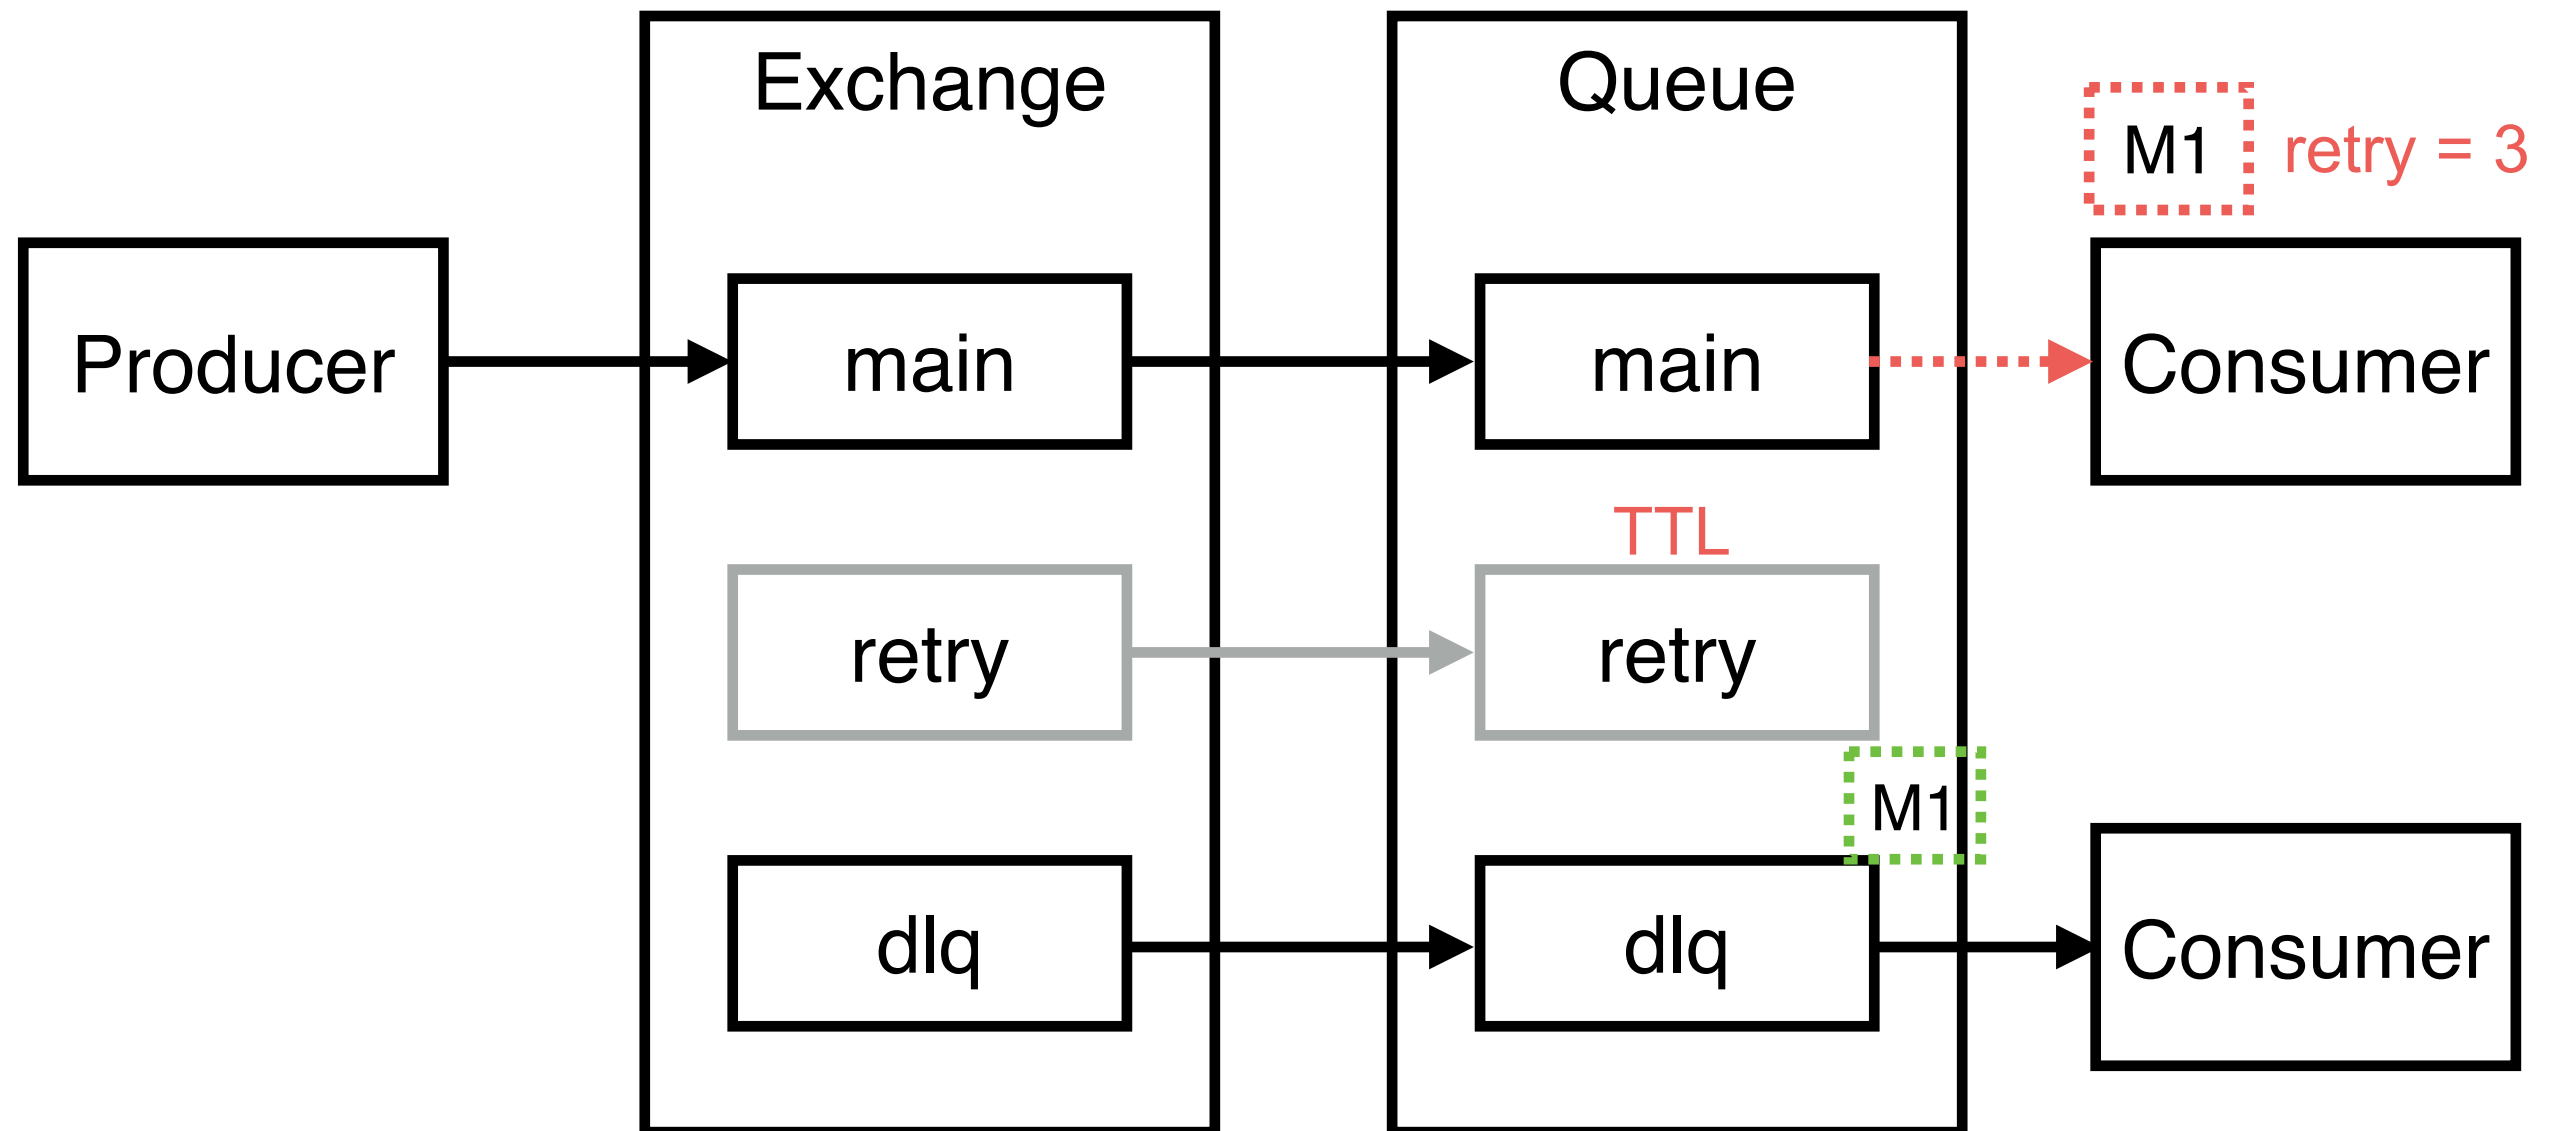 Exchange
Queue
M1
retry = 3
Producer
main
main
Consumer
TTL
retry
retry
M1
dlq
dlq
Consumer